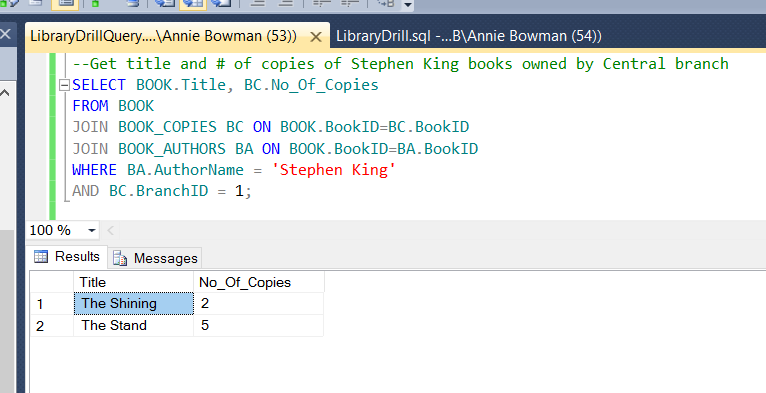 LibraryDrillQuery....\Annie Bowman (53)) LibraryDrill.sql -...B\Annie Bowman (54))
--Get title and # of copies of Stephen King books owned by Central branch
SELECT BOOK.Title, BC.No_Of_Copies
FROM BOOK
JOIN BOOK_COPIES BC ON BOOK.BookID=BC.BookID
JOIN BOOK_AUTHORS BA ON BOOK.BookID=BA.BookID
WHERE BA.AuthorName = 'Stephen King'
AND BC.BranchID = 1;
100 %
Results Messages
Title No_Of_Copies
1 The Shining 2
2 The Stand 5